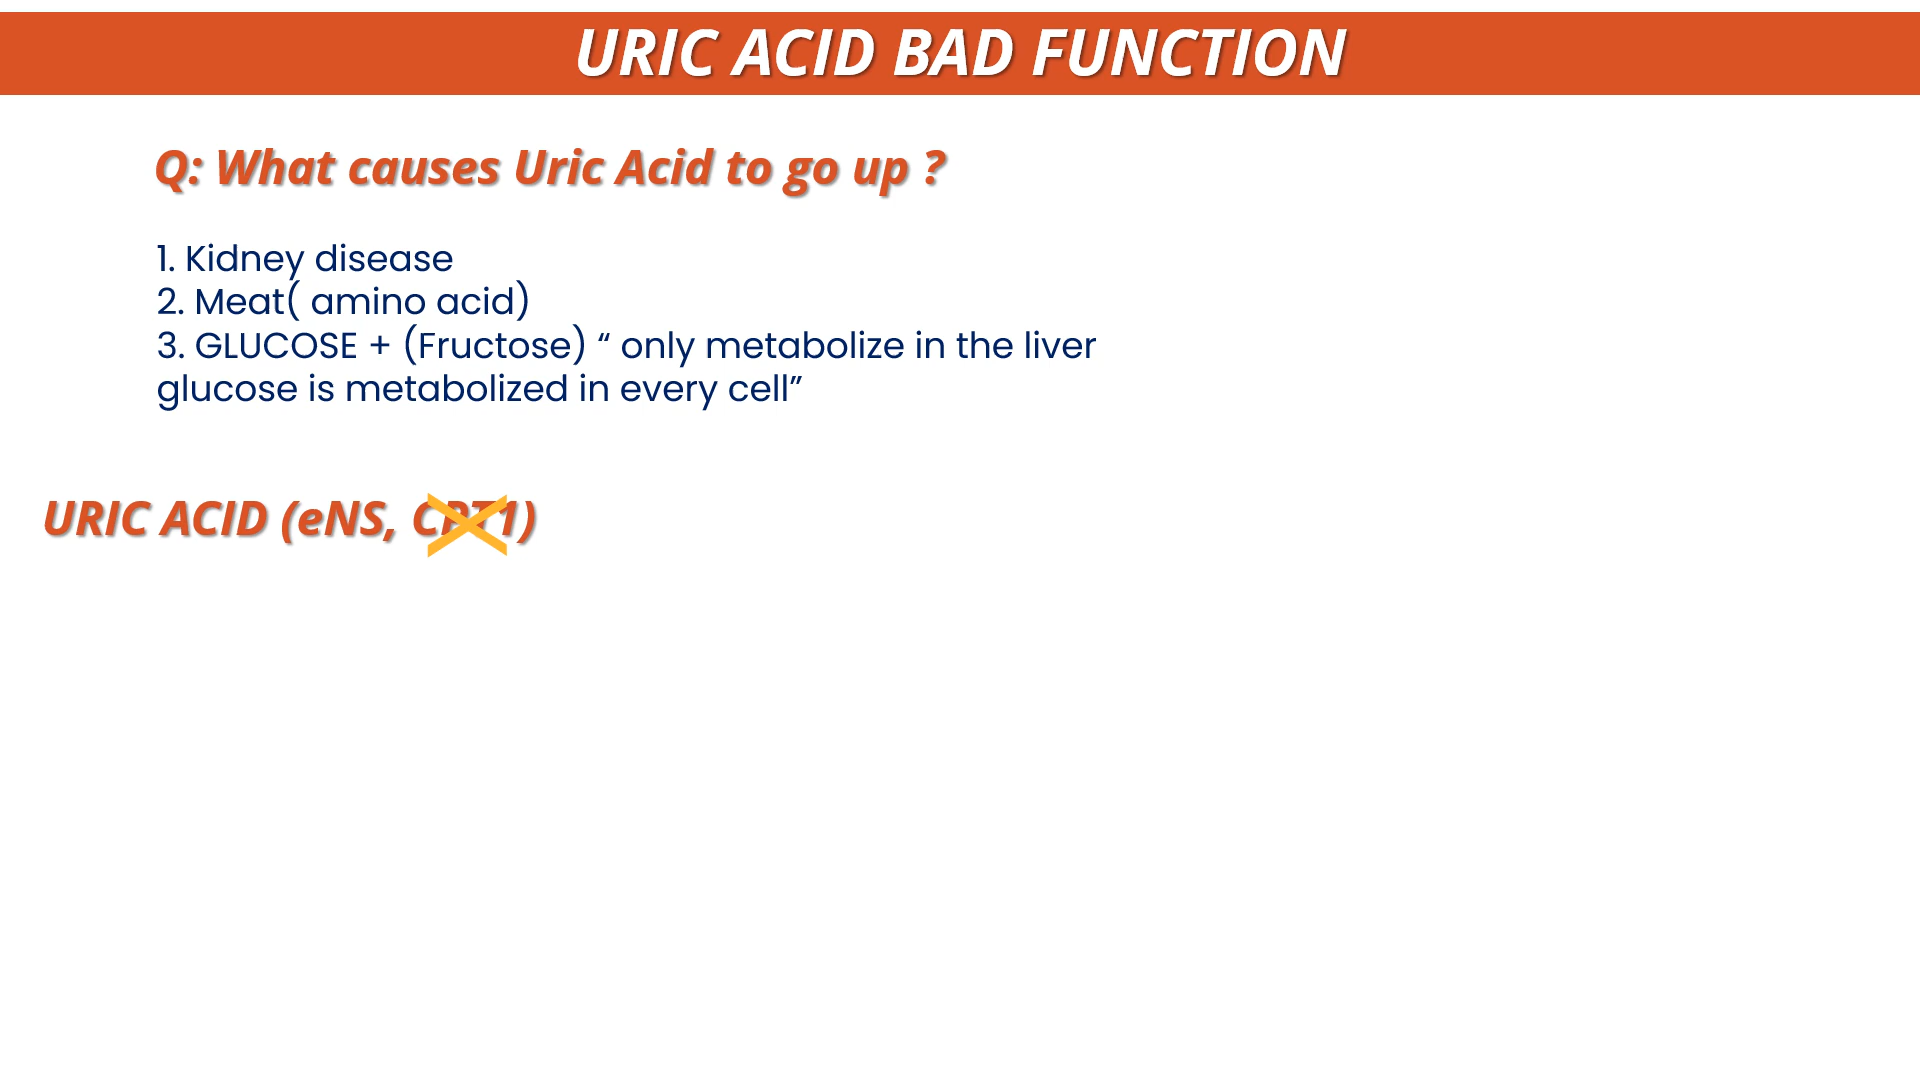 URIC ACID BAD FUNCTION
Q: What causes Uric Acid to go up ?
1. Kidney disease
2. Meat( amino acid)
3. GLUCOSE + (Fructose) “ only metabolize in the liver
glucose is metabolized in every cell”
URIC ACID (eNS, CPT1)